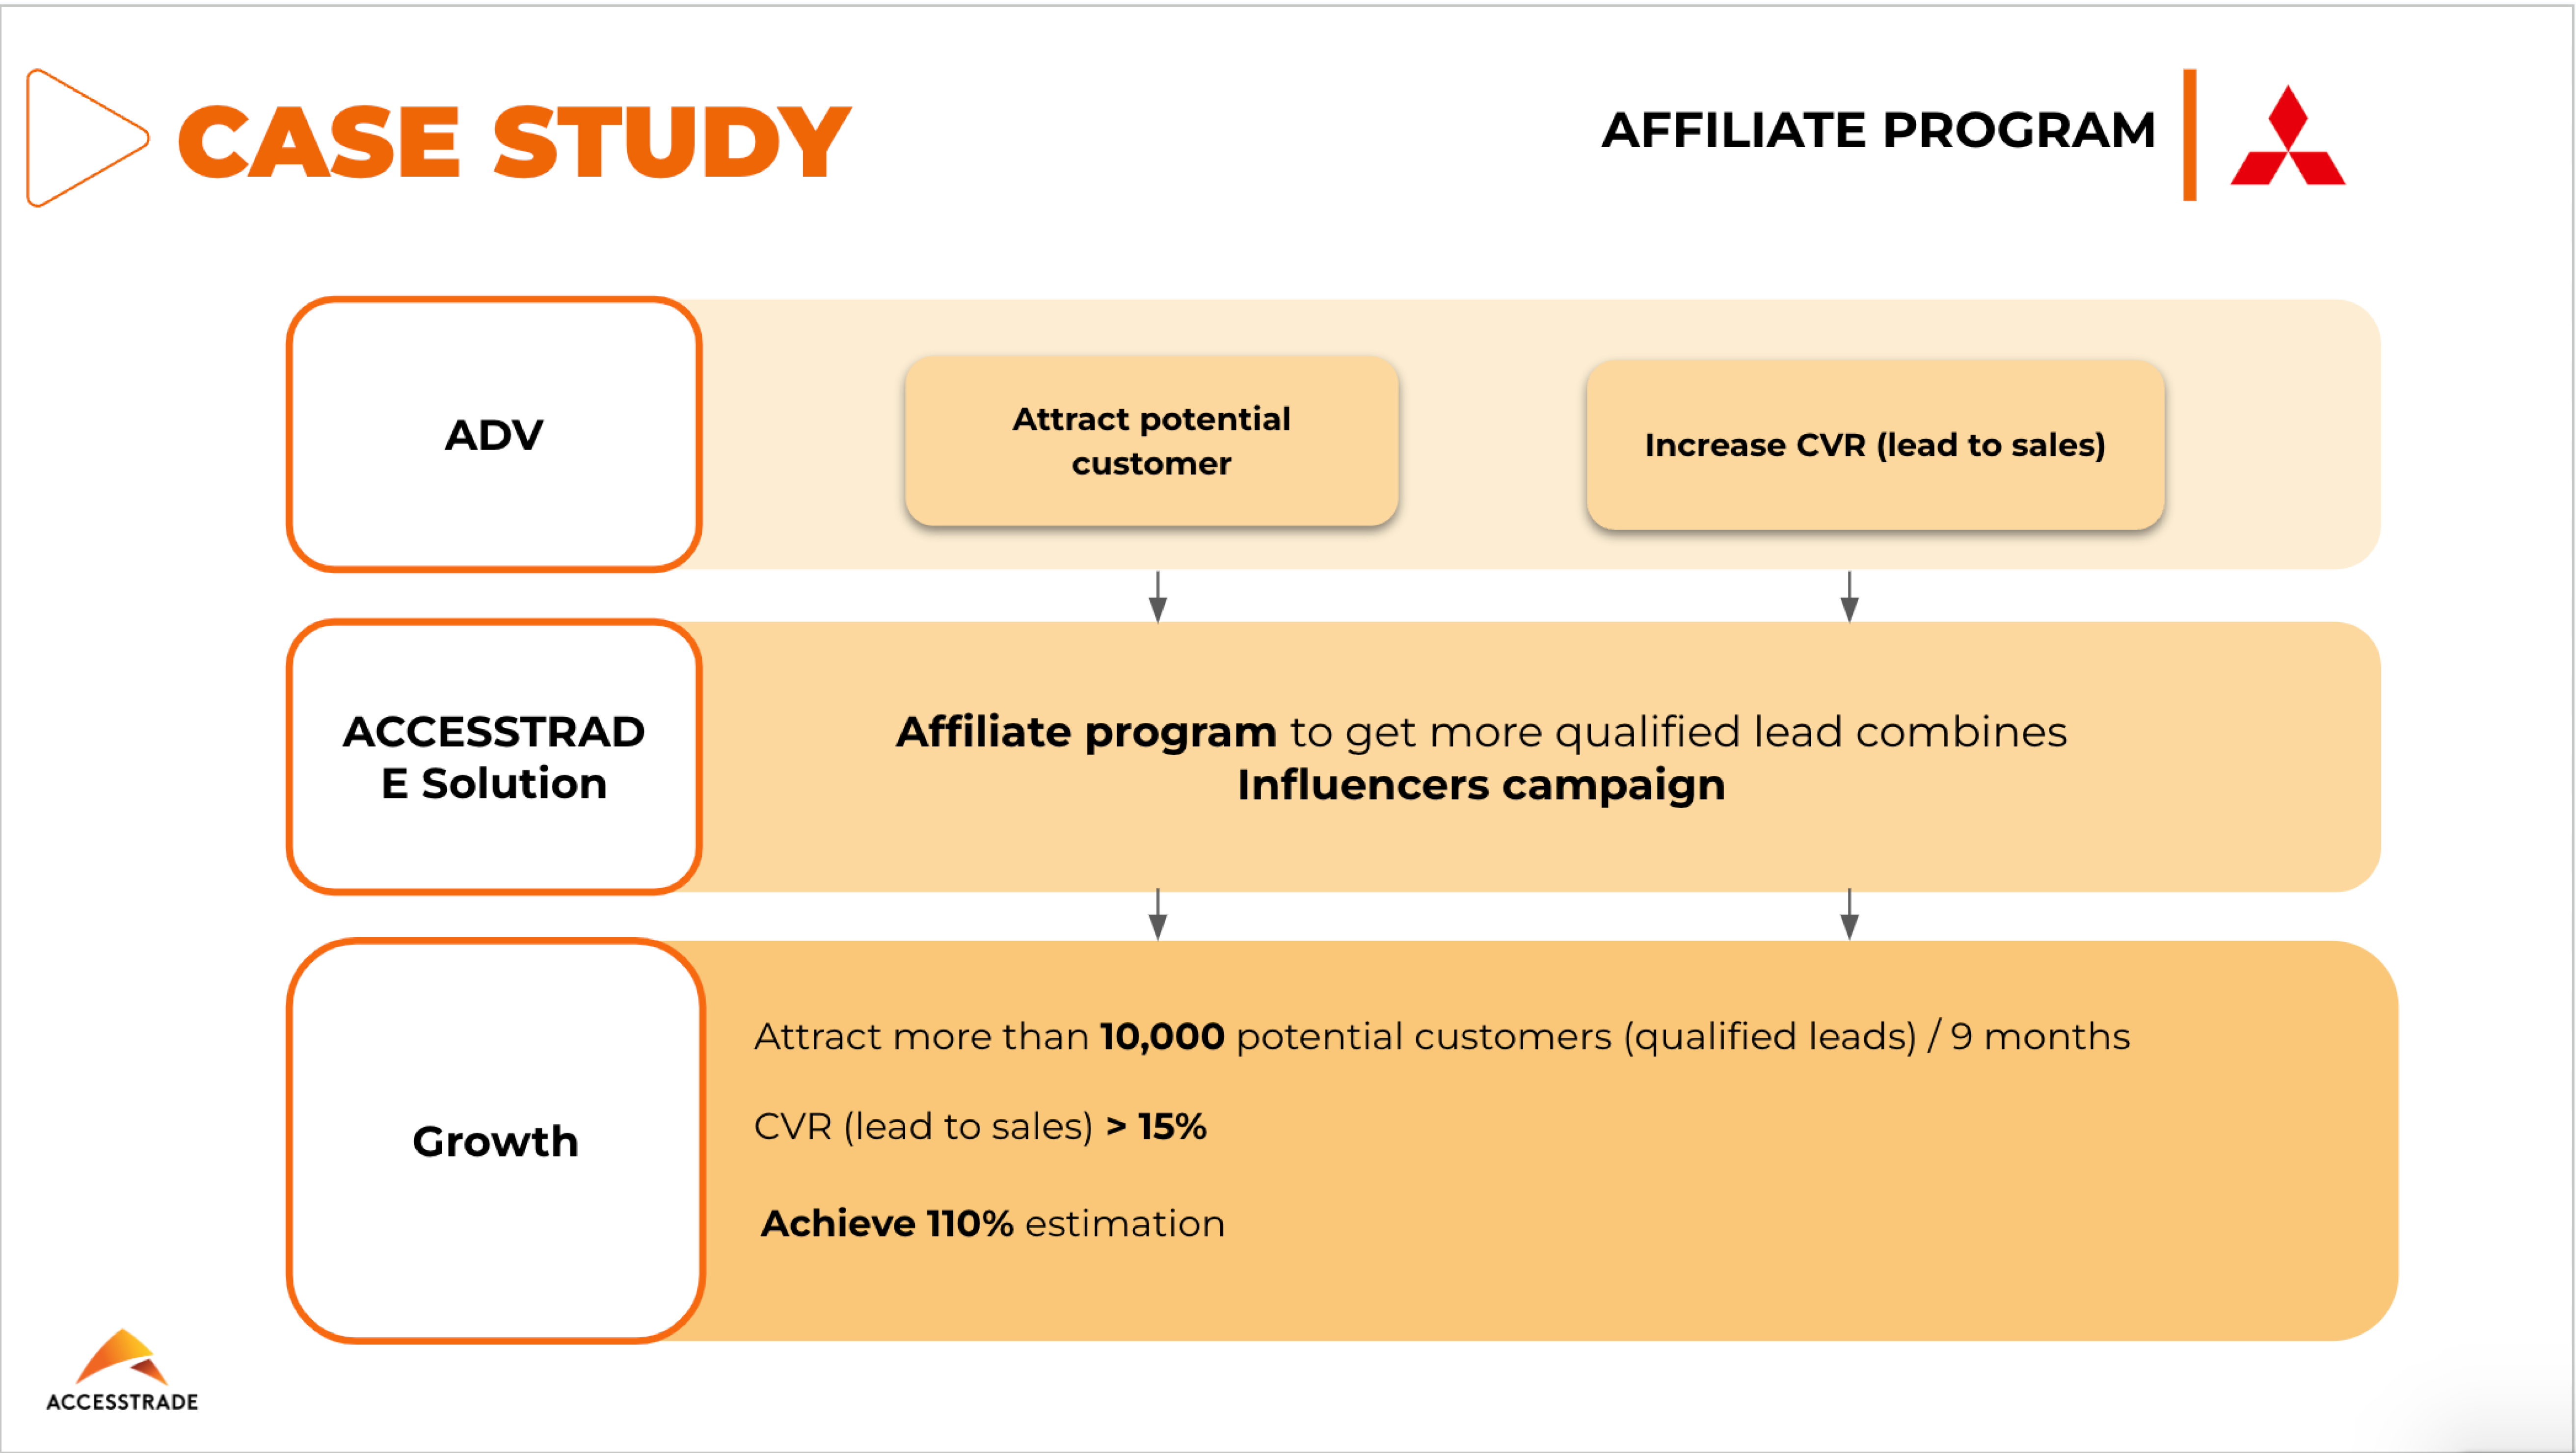 CASE STUDY
AFFILIATE PROGRAM
ADV
Attract potential
customer
Increase CVR (lead to sales)
ACCESSTRAD
E Solution
Affiliate program to get more qualified lead combines
Influencers campaign
Growth
Attract more than 10,000 potential customers (qualified leads) / 9 months
CVR (lead to sales) > 15%
Achieve 110% estimation
ACCESSTRADE